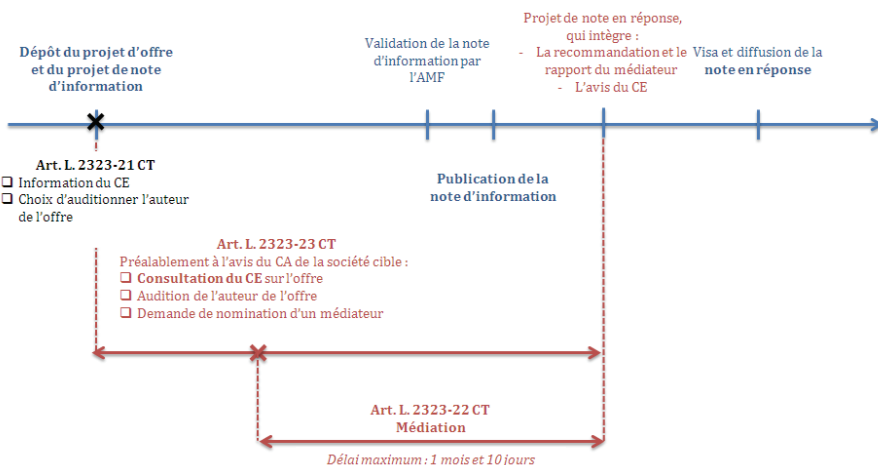 Dépôt du projet d'offre
et du projet de note
d'information
Validation de la note
d'information par
l'AMF
Projet de note en réponse,
qui intègre :
- La recommandation et le
rapport du médiateur
- L'avis du CE
Visa et diffusion de la
note en réponse
Art. L. 2323-21 CT
❑ Information du CE
❑ Choix d'auditionner l'auteur
de l'offre
Publication de la
note d'information
Art. L. 2323-23 CT
Préalablement à l'avis du CA de la société cible :
❑ Consultation du CE sur l'offre
❑ Audition de l'auteur de l'offre
❑ Demande de nomination d'un médiateur
Art. L. 2323-22 CT
Médiation
Délai maximum : 1 mois et 10 jours